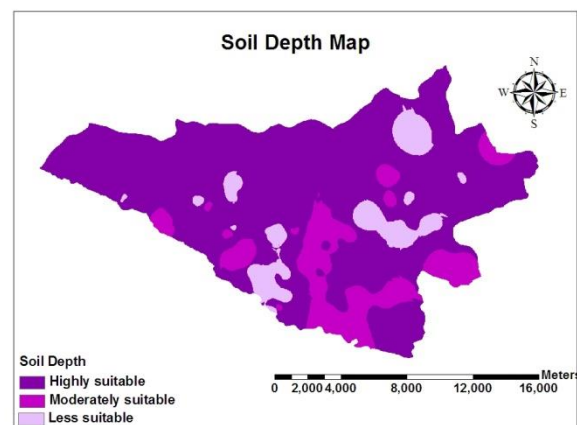 Soil Depth Map
N
W E
S
Soil Depth
Highly suitable
Moderately suitable
Less suitable
Meters
0 2,000 4,000 8,000 12,000 16,000